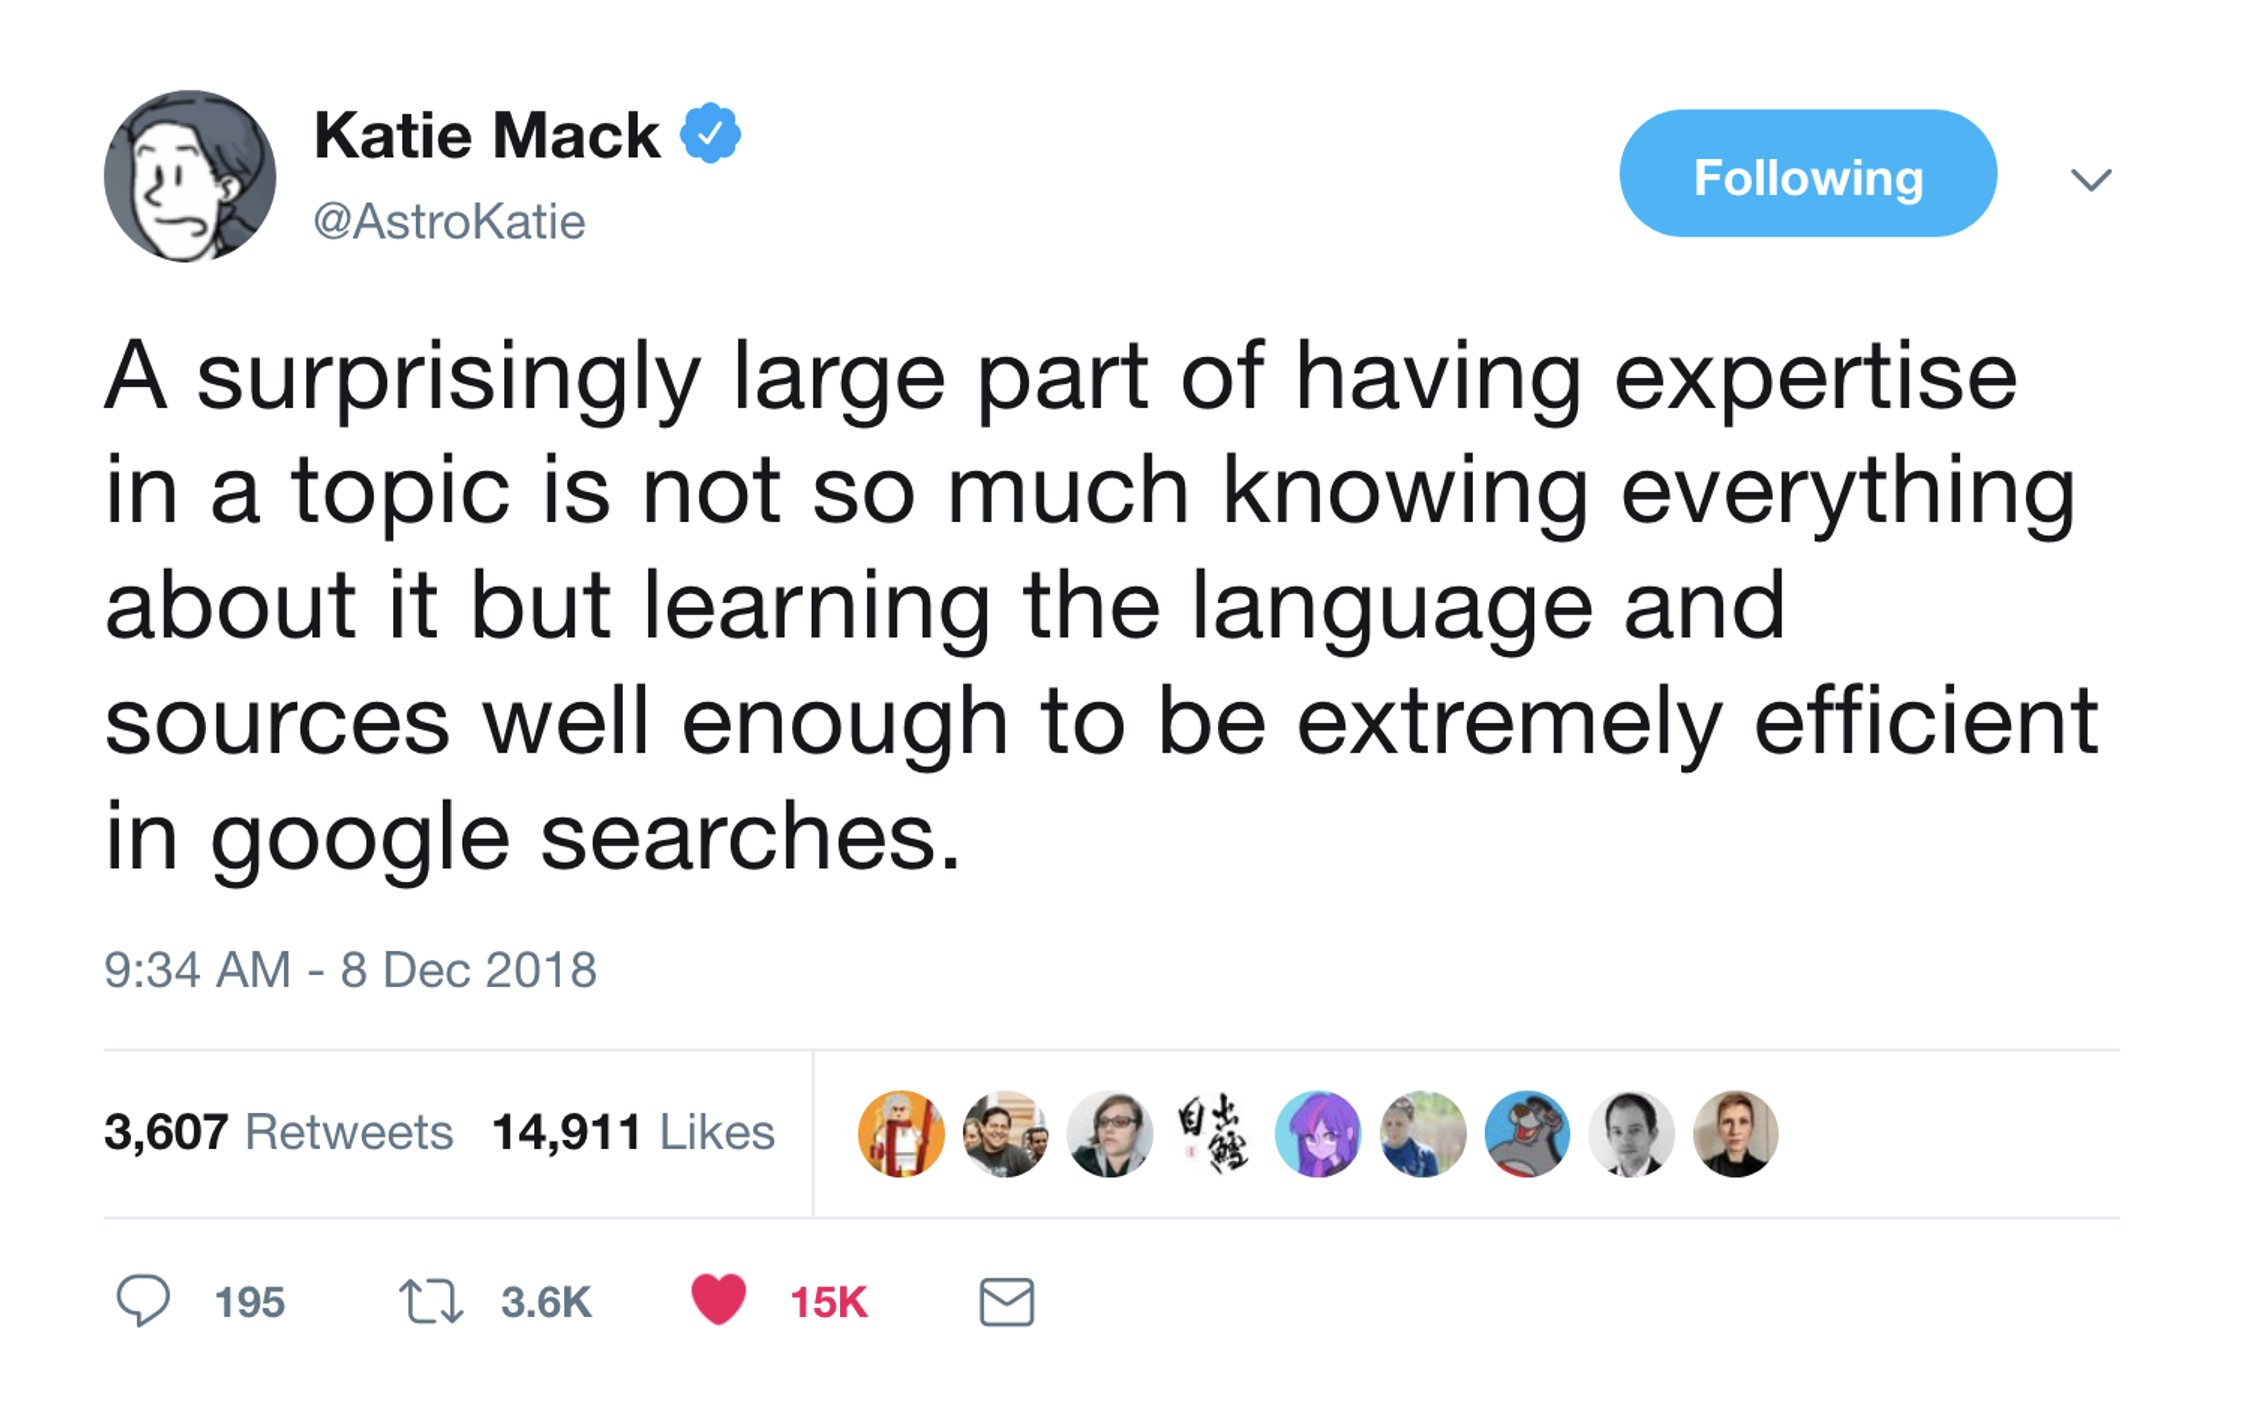 Katie Mack
@AstroKatie
Following
A surprisingly large part of having expertise
in a topic is not so much knowing everything
about it but learning the language and
sources well enough to be extremely efficient
in google searches.
9:34 AM - 8 Dec 2018
3,607 Retweets 14,911 Likes
195 3.6K 15K